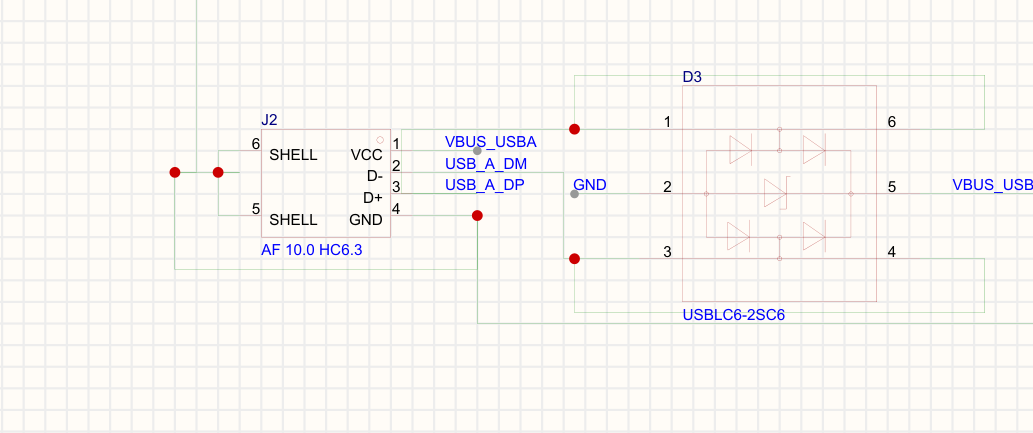 D3
J2
1
6
6
SHELL
VCC
1
VBUS_USBA
D-
2
USB_A_DM
D+
3
USB_A_DP
GND
2
5
VBUS_USB
5
SHELL
GND
4
AF 10.0 HC6.3
3
4
USBLC6-2SC6